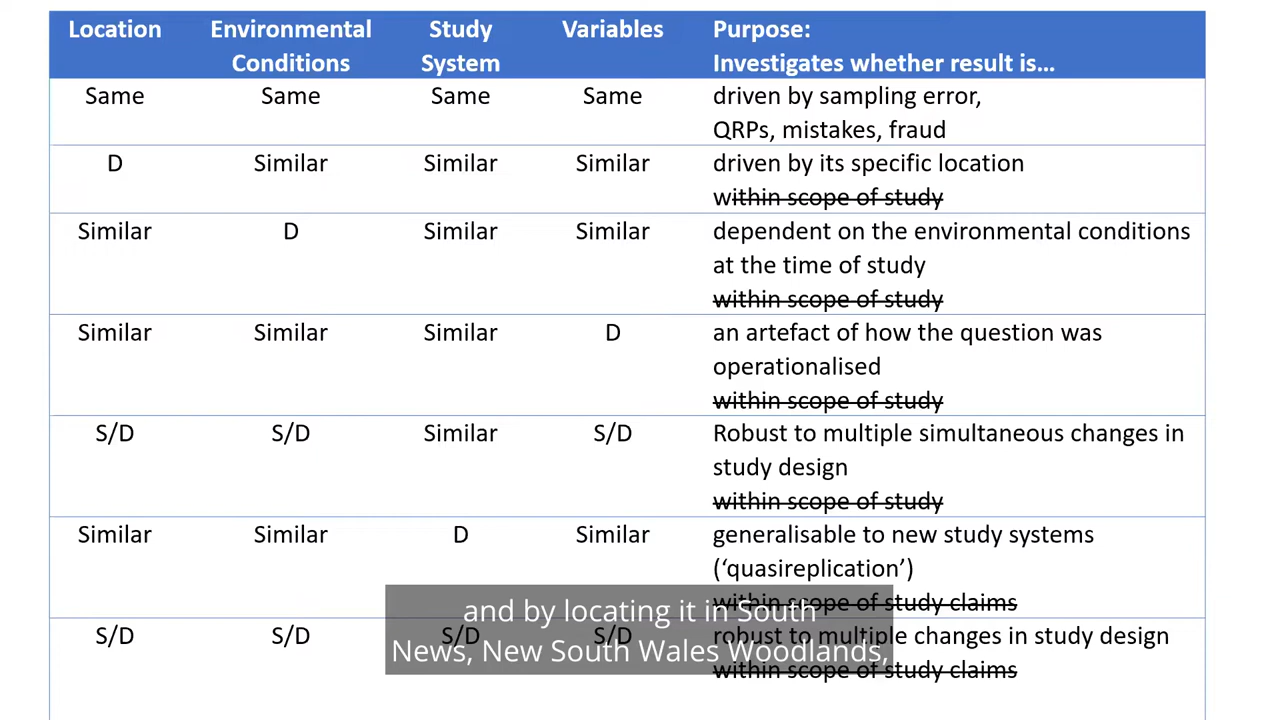 Location Environmental Study Variables Purpose:
Conditions System Investigates whether result is...
Same Same Same Same driven by sampling error,
QRPs, mistakes, fraud
D Similar Similar Similar driven by its specific location
within scope of study
Similar D Similar Similar dependent on the environmental conditions
at the time of study
within scope of study
Similar Similar Similar D an artefact of how the question was
operationalised
within scope of study
S/D S/D Similar S/D Robust to multiple simultaneous changes in
study design
within scope of study
Similar Similar D Similar generalisable to new study systems
(‘quasireplication’)
within scope of study claims
S/D S/D S/D S/D robust to multiple changes in study design
within scope of study claims
and by locating it in South
News, New South Wales Woodlands,